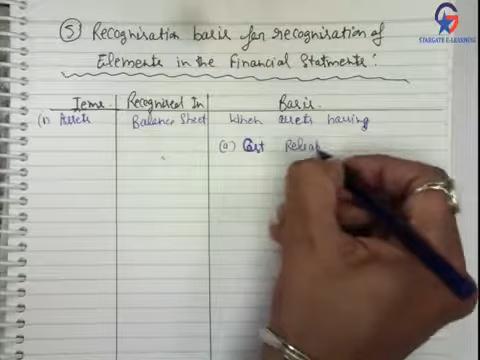 STARGATE E-LEARNING
(5) Recognisation basis for recognisation of
Elements in the Financial Statments:
Items Recognised In Basis.
(1) Assets Balance Sheet When assets having
(a) Cost